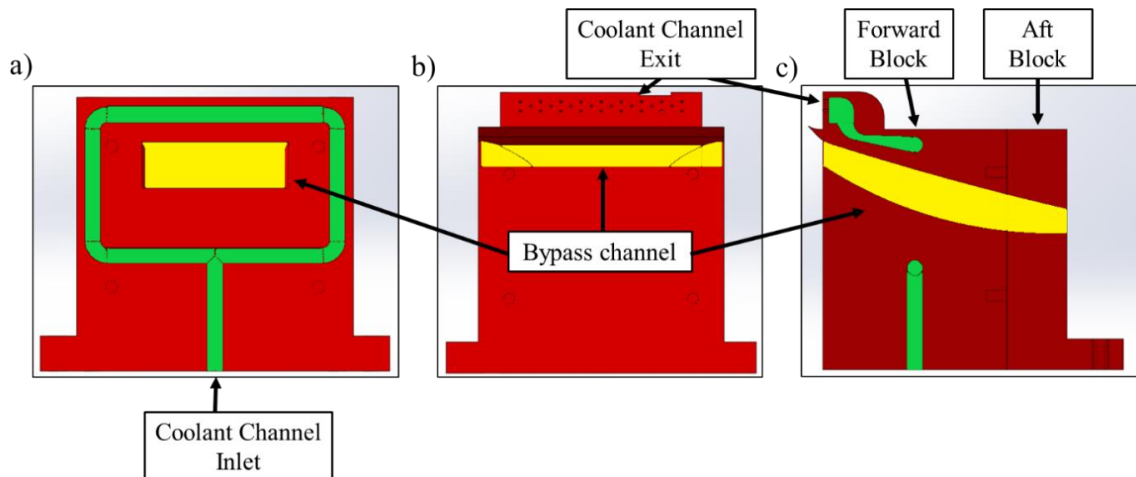 a)
b)
Coolant Channel
Exit
Forward
Block
Aft
Block
c)
Bypass channel
Coolant Channel
Inlet